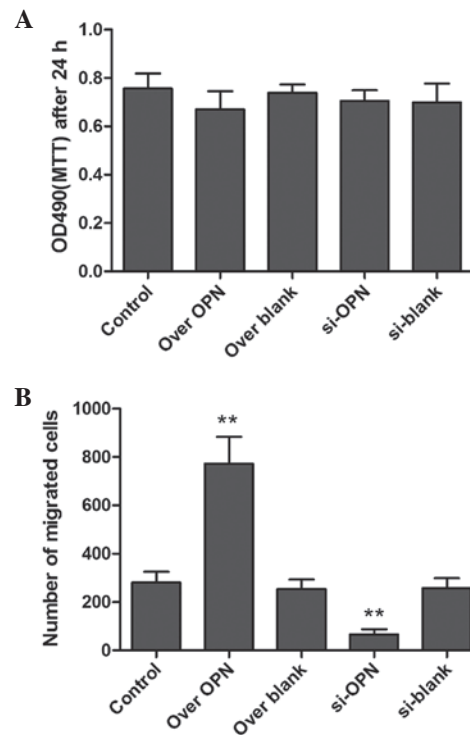 A
OD490(MTT) after 24 h
1.0
0.8
0.6
0.4
0.2
0.0
Control
Over OPN
Over blank
si-OPN
si-blank
B
Number of migrated cells
1000
800
600
400
200
0
**
**
Control
Over OPN
Over blank
si-OPN
si-blank